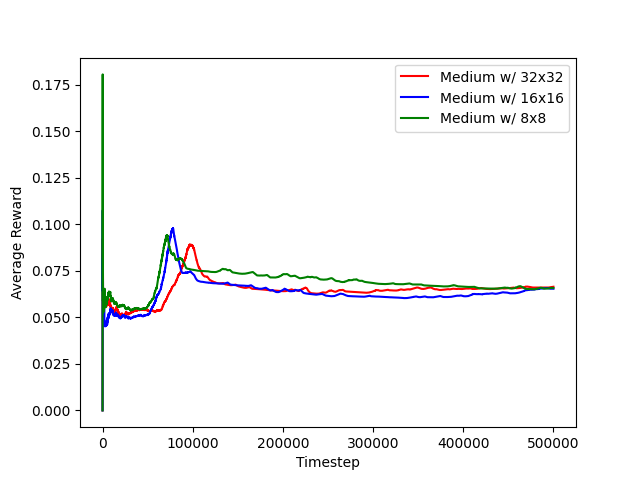 Medium w/ 32x32
Medium w/ 16x16
Medium w/ 8x8
Average Reward
0.175
0.150
0.125
0.100
0.075
0.050
0.025
0.000
0 100000 200000 300000 400000 500000
Timestep